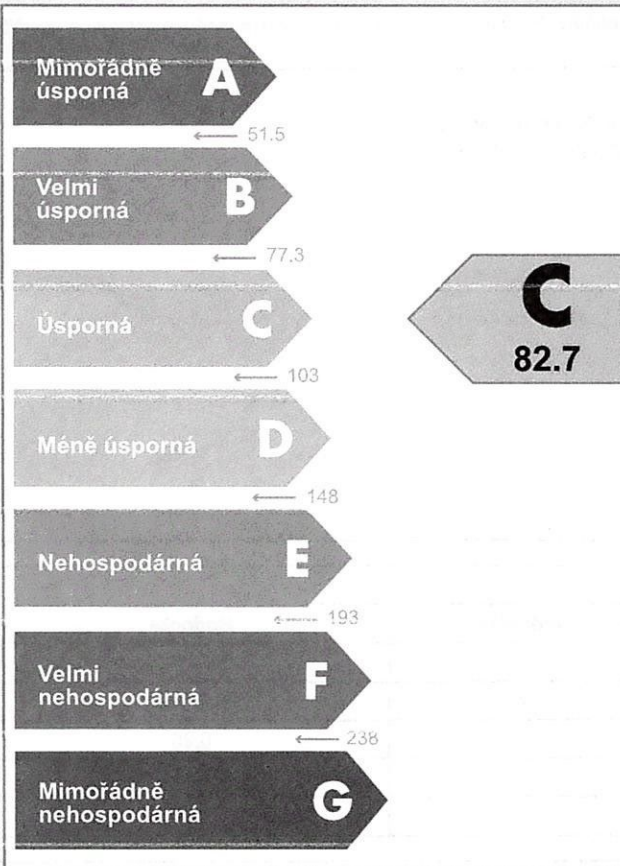 Mimořádně
úsporná
A
51.5
Velmi
úsporná
B
77.3
Úsporná
C
103
C
82.7
Méně úsporná
D
148
Nehospodárná
E
193
Velmi
nehospodárná
F
238
Mimořádně
nehospodárná
G